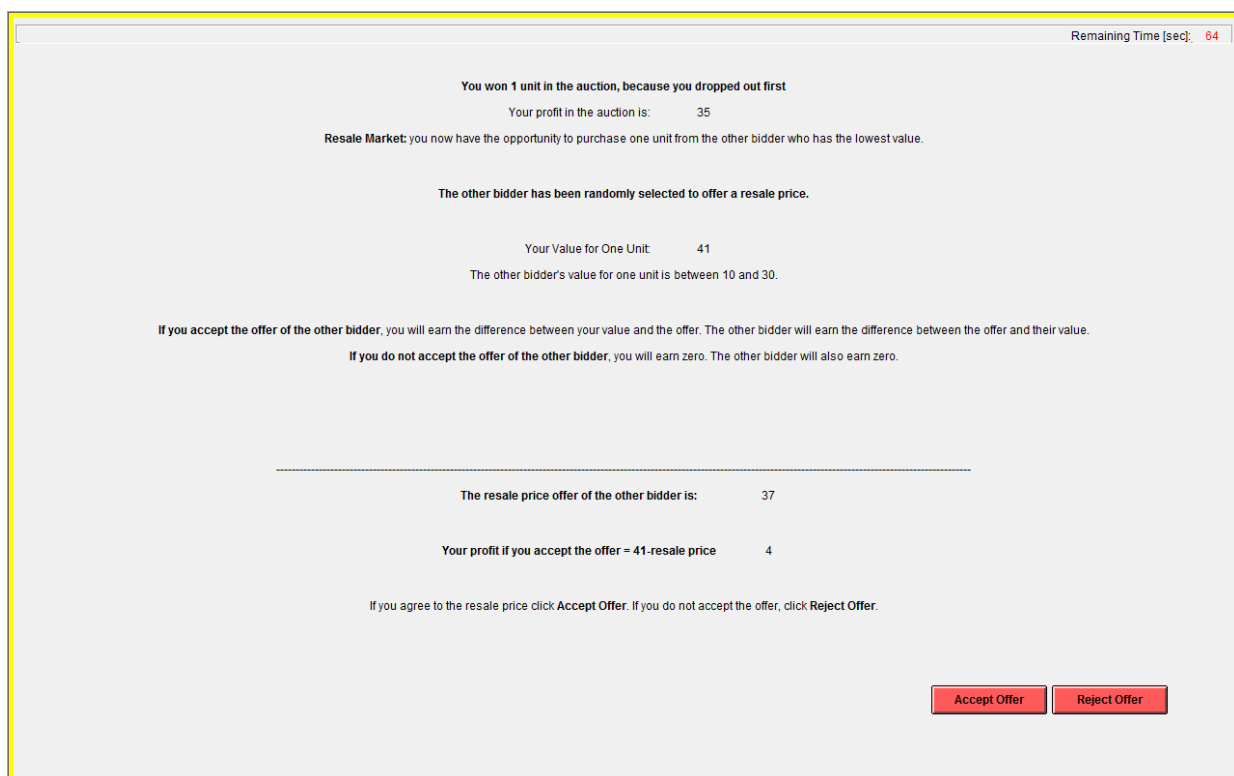 Remaining Time [sec]: 64
You won 1 unit in the auction, because you dropped out first
Your profit in the auction is: 35
Resale Market: you now have the opportunity to purchase one unit from the other bidder who has the lowest value.
The other bidder has been randomly selected to offer a resale price.
Your Value for One Unit: 41
The other bidder's value for one unit is between 10 and 30.
If you accept the offer of the other bidder, you will earn the difference between your value and the offer. The other bidder will earn the difference between the offer and their value.
If you do not accept the offer of the other bidder, you will earn zero. The other bidder will also earn zero.
The resale price offer of the other bidder is: 37
Your profit if you accept the offer = 41-resale price 4
If you agree to the resale price click Accept Offer. If you do not accept the offer, click Reject Offer.
Accept Offer Reject Offer